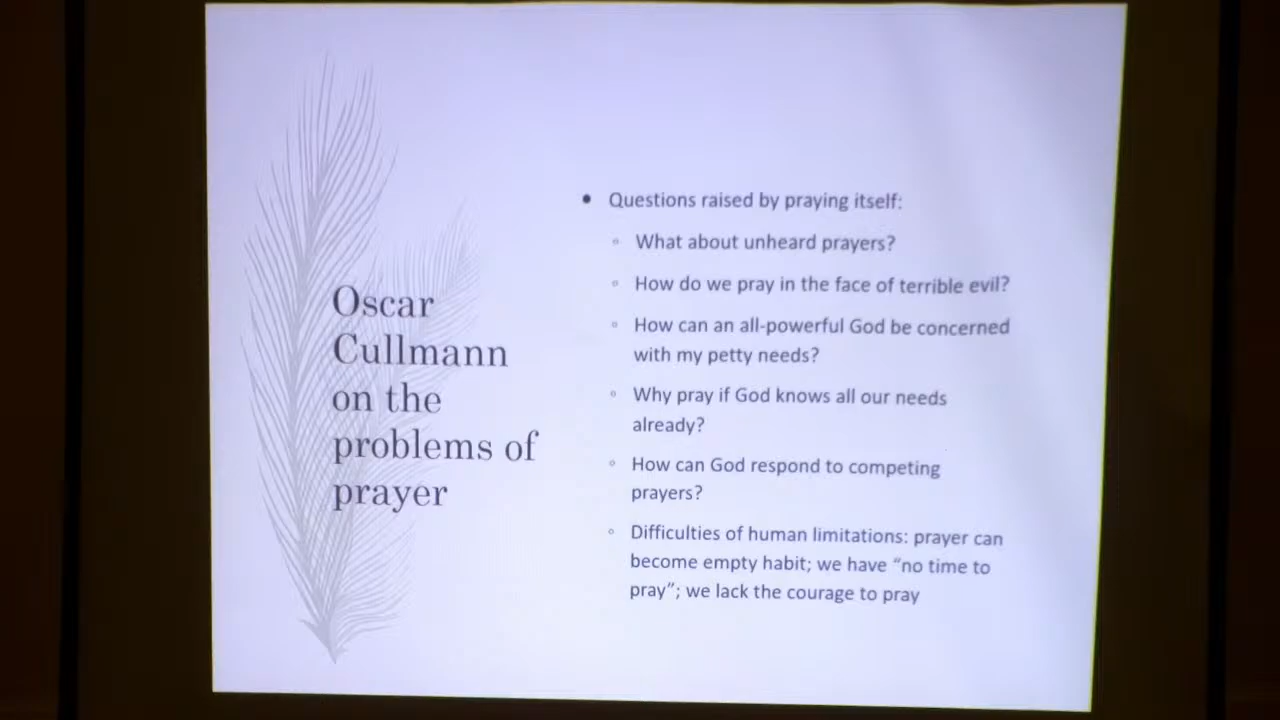 Oscar
Cullmann
on the
problems of
prayer
• Questions raised by praying itself:
◦ What about unheard prayers?
◦ How do we pray in the face of terrible evil?
◦ How can an all-powerful God be concerned
with my petty needs?
◦ Why pray if God knows all our needs
already?
◦ How can God respond to competing
prayers?
◦ Difficulties of human limitations: prayer can
become empty habit; we have “no time to
pray”; we lack the courage to pray